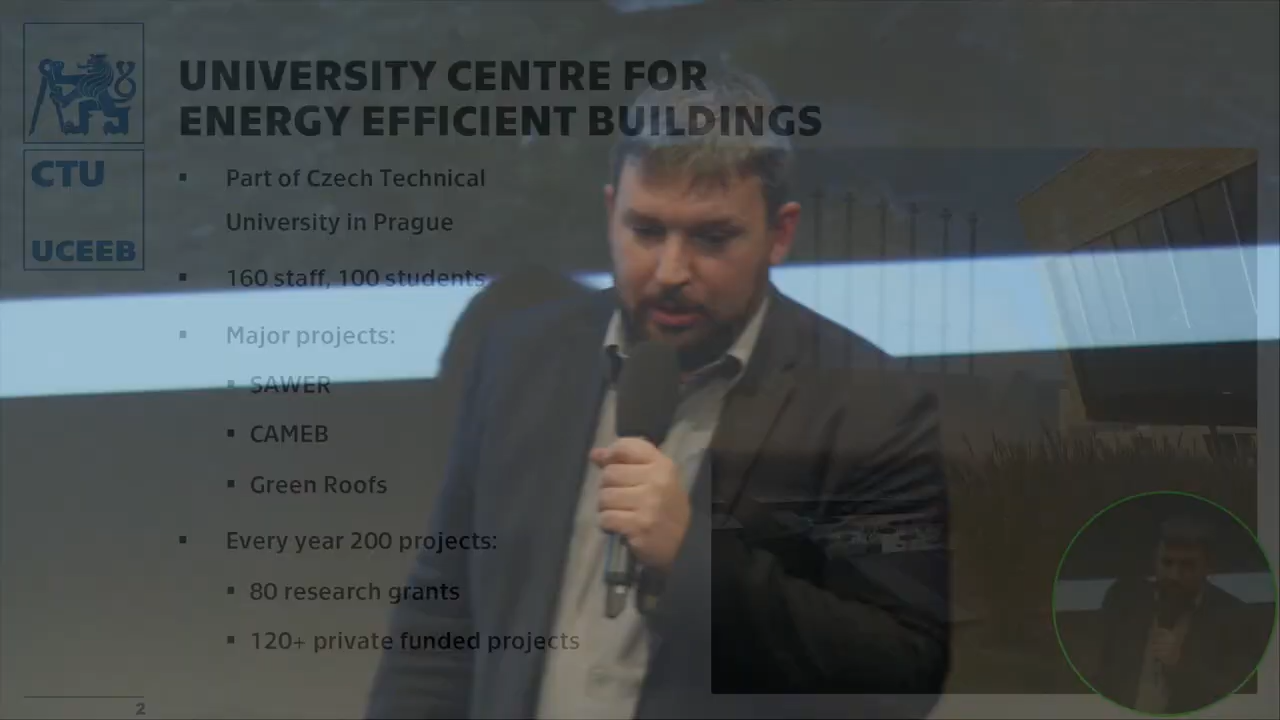 UNIVERSITY CENTRE FOR
ENERGY EFFICIENT BUILDINGS
CTU
UCEEB
▪ Part of Czech Technical
University in Prague
▪ 160 staff, 100 students
▪ Major projects:
▪ SAWER
▪ CAMEB
▪ Green Roofs
▪ Every year 200 projects:
▪ 80 research grants
▪ 120+ private funded projects
2